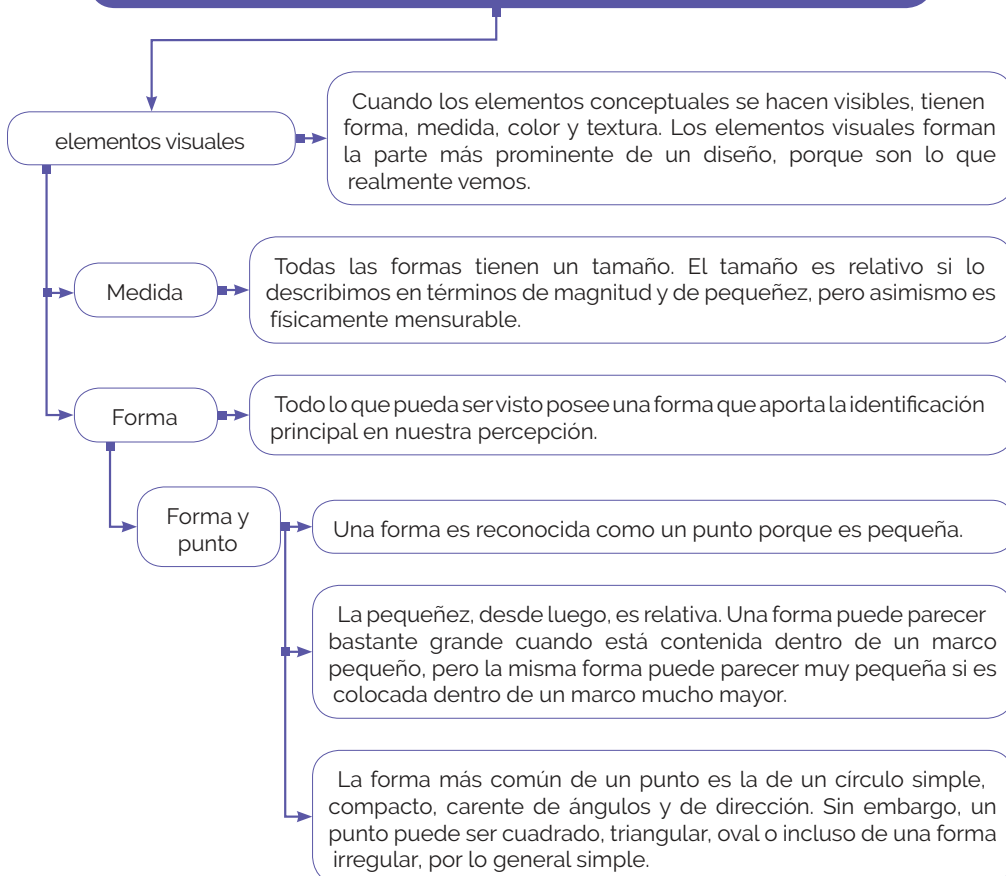 elementos visuales
Cuando los elementos conceptuales se hacen visibles, tienen
forma, medida, color y textura. Los elementos visuales forman
la parte más prominente de un diseño, porque son lo que
realmente vemos.
Medida
Todas las formas tienen un tamaño. El tamaño es relativo si lo
describimos en términos de magnitud y de pequeñez, pero asimismo es
físicamente mensurable.
Forma
Todo lo que pueda ser visto posee una forma que aporta la identificación
principal en nuestra percepción.
Forma y
punto
Una forma es reconocida como un punto porque es pequeña.
La pequeñez, desde luego, es relativa. Una forma puede parecer
bastante grande cuando está contenida dentro de un marco
pequeño, pero la misma forma puede parecer muy pequeña si es
colocada dentro de un marco mucho mayor.
La forma más común de un punto es la de un círculo simple,
compacto, carente de ángulos y de dirección. Sin embargo, un
punto puede ser cuadrado, triangular, oval o incluso de una forma
irregular, por lo general simple.